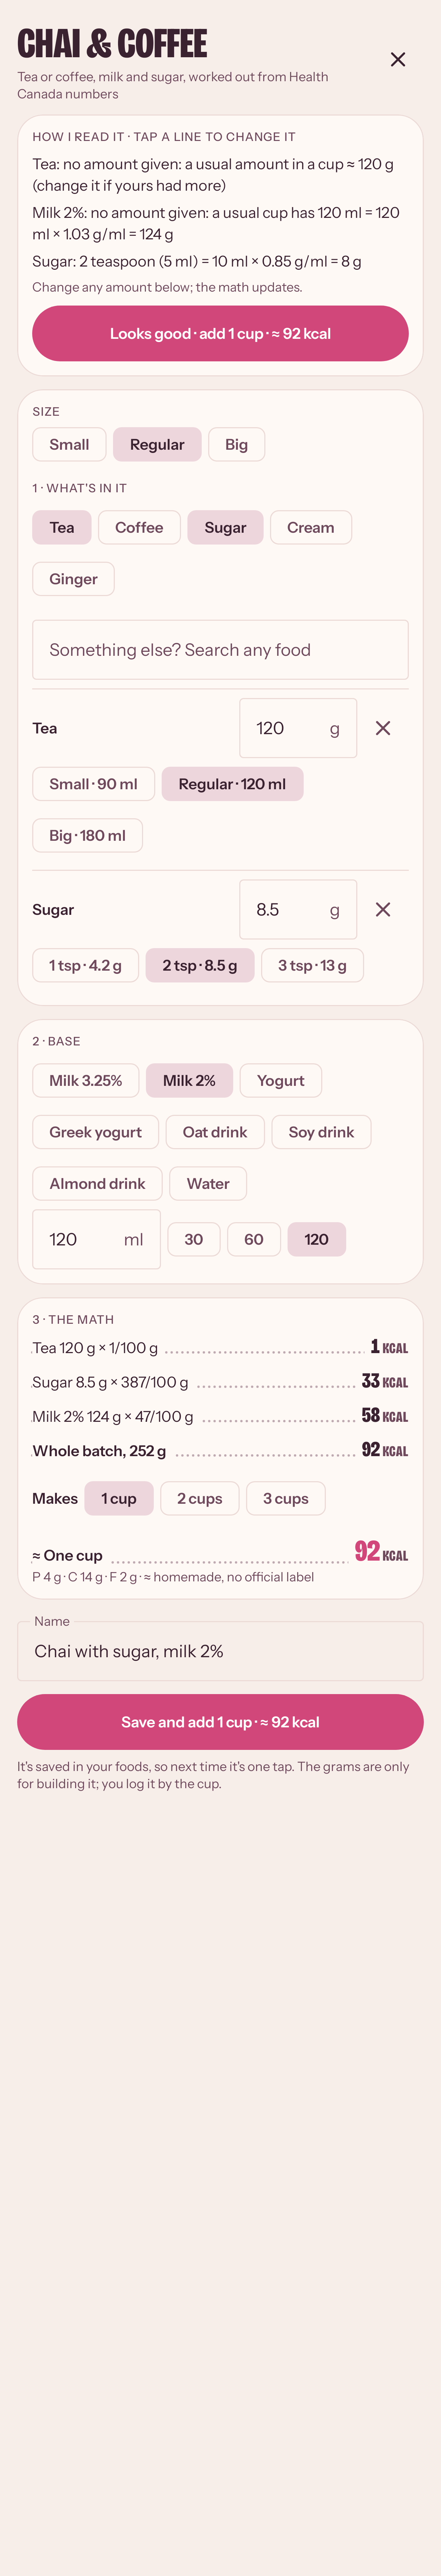 CHAI & COFFEE
Tea or coffee, milk and sugar, worked out from Health
Canada numbers
HOW I READ IT · TAP A LINE TO CHANGE IT
Tea: no amount given: a usual amount in a cup ≈ 120 g
(change it if yours had more)
Milk 2%: no amount given: a usual cup has 120 ml = 120
ml × 1.03 g/ml = 124 g
Sugar: 2 teaspoon (5 ml) = 10 ml × 0.85 g/ml = 8 g
Change any amount below; the math updates.
Looks good · add 1 cup · ≈ 92 kcal
SIZE
Small Regular Big
1 · WHAT'S IN IT
Tea Coffee Sugar Cream
Ginger
Something else? Search any food
Tea 120 g
Small · 90 ml Regular · 120 ml
Big · 180 ml
Sugar 8.5 g
1 tsp · 4.2 g 2 tsp · 8.5 g 3 tsp · 13 g
2 · BASE
Milk 3.25% Milk 2% Yogurt
Greek yogurt Oat drink Soy drink
Almond drink Water
120 ml 30 60 120
3 · THE MATH
Tea 120 g × 1/100 g 1 KCAL
Sugar 8.5 g × 387/100 g 33 KCAL
Milk 2% 124 g × 47/100 g 58 KCAL
Whole batch, 252 g 92 KCAL
Makes 1 cup 2 cups 3 cups
≈ One cup 92 KCAL
P 4 g · C 14 g · F 2 g · ≈ homemade, no official label
Name
Chai with sugar, milk 2%
Save and add 1 cup · ≈ 92 kcal
It's saved in your foods, so next time it's one tap. The grams are only
for building it; you log it by the cup.